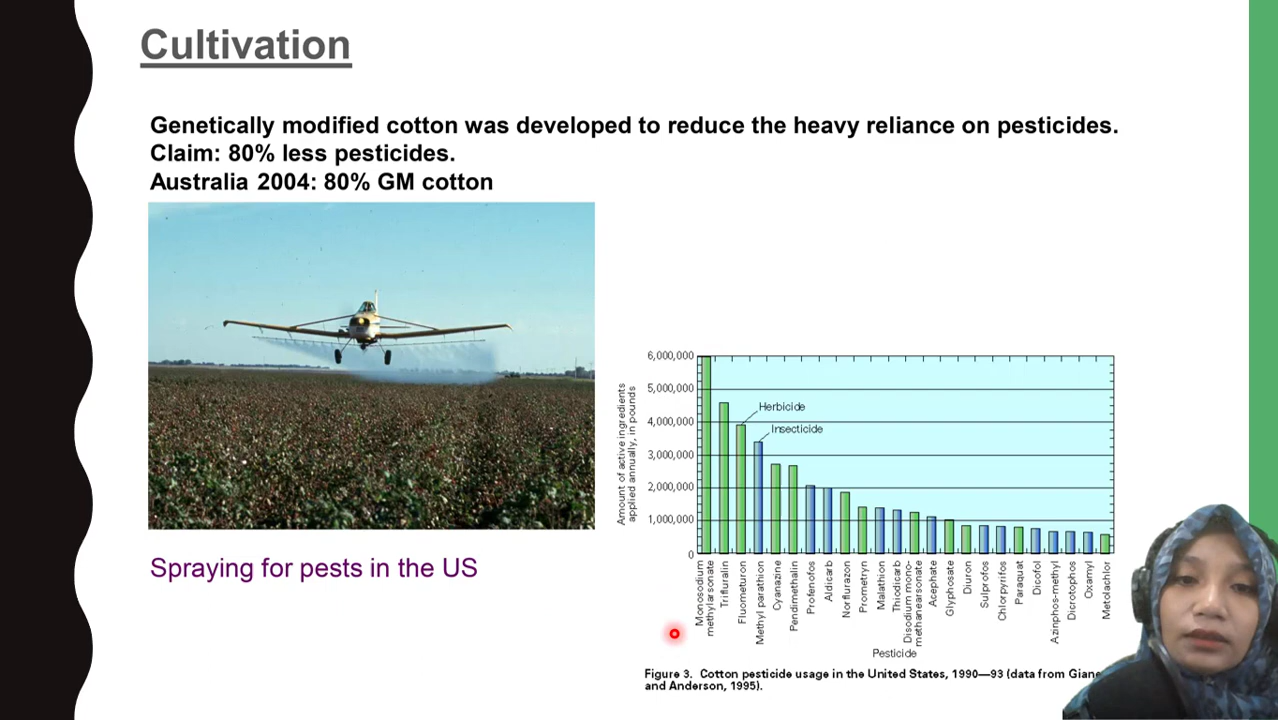 Cultivation
Genetically modified cotton was developed to reduce the heavy reliance on pesticides.
Claim: 80% less pesticides.
Australia 2004: 80% GM cotton
Spraying for pests in the US
Amount of active ingredients
applied annually, in pounds
6,000,000
5,000,000
4,000,000
3,000,000
2,000,000
1,000,000
0
Herbicide
Insecticide
Monosodium
methylarsonate
Trifluralin
Fluometuron
Methyl parathion
Cyanazine
Pendimethalin
Profenofos
Aldicarb
Norflurazon
Prometryn
Malathion
Thiodicarb
Disodium mono-
methanearsonate
Acephate
Glyphosate
Diuron
Sulprofos
Chlorpyrifos
Paraquat
Dicofol
Azinphos-methyl
Dicrotophos
Oxamyl
Metolachlor
Pesticide
Figure 3. Cotton pesticide usage in the United States, 1990—93 (data from
and Anderson, 1995).